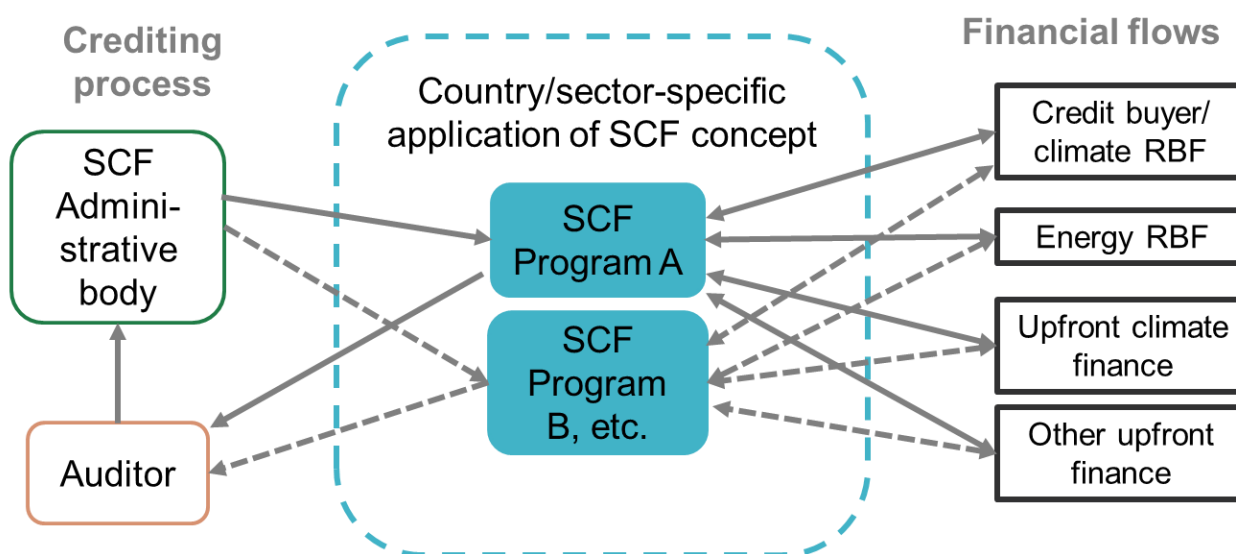 Crediting
process
SCF
Admini-
strative
body
Auditor
Country/sector-specific
application of SCF concept
SCF
Program A
SCF
Program
B, etc.
Financial flows
Credit buyer/
climate RBF
Energy RBF
Upfront climate
finance
Other upfront
finance